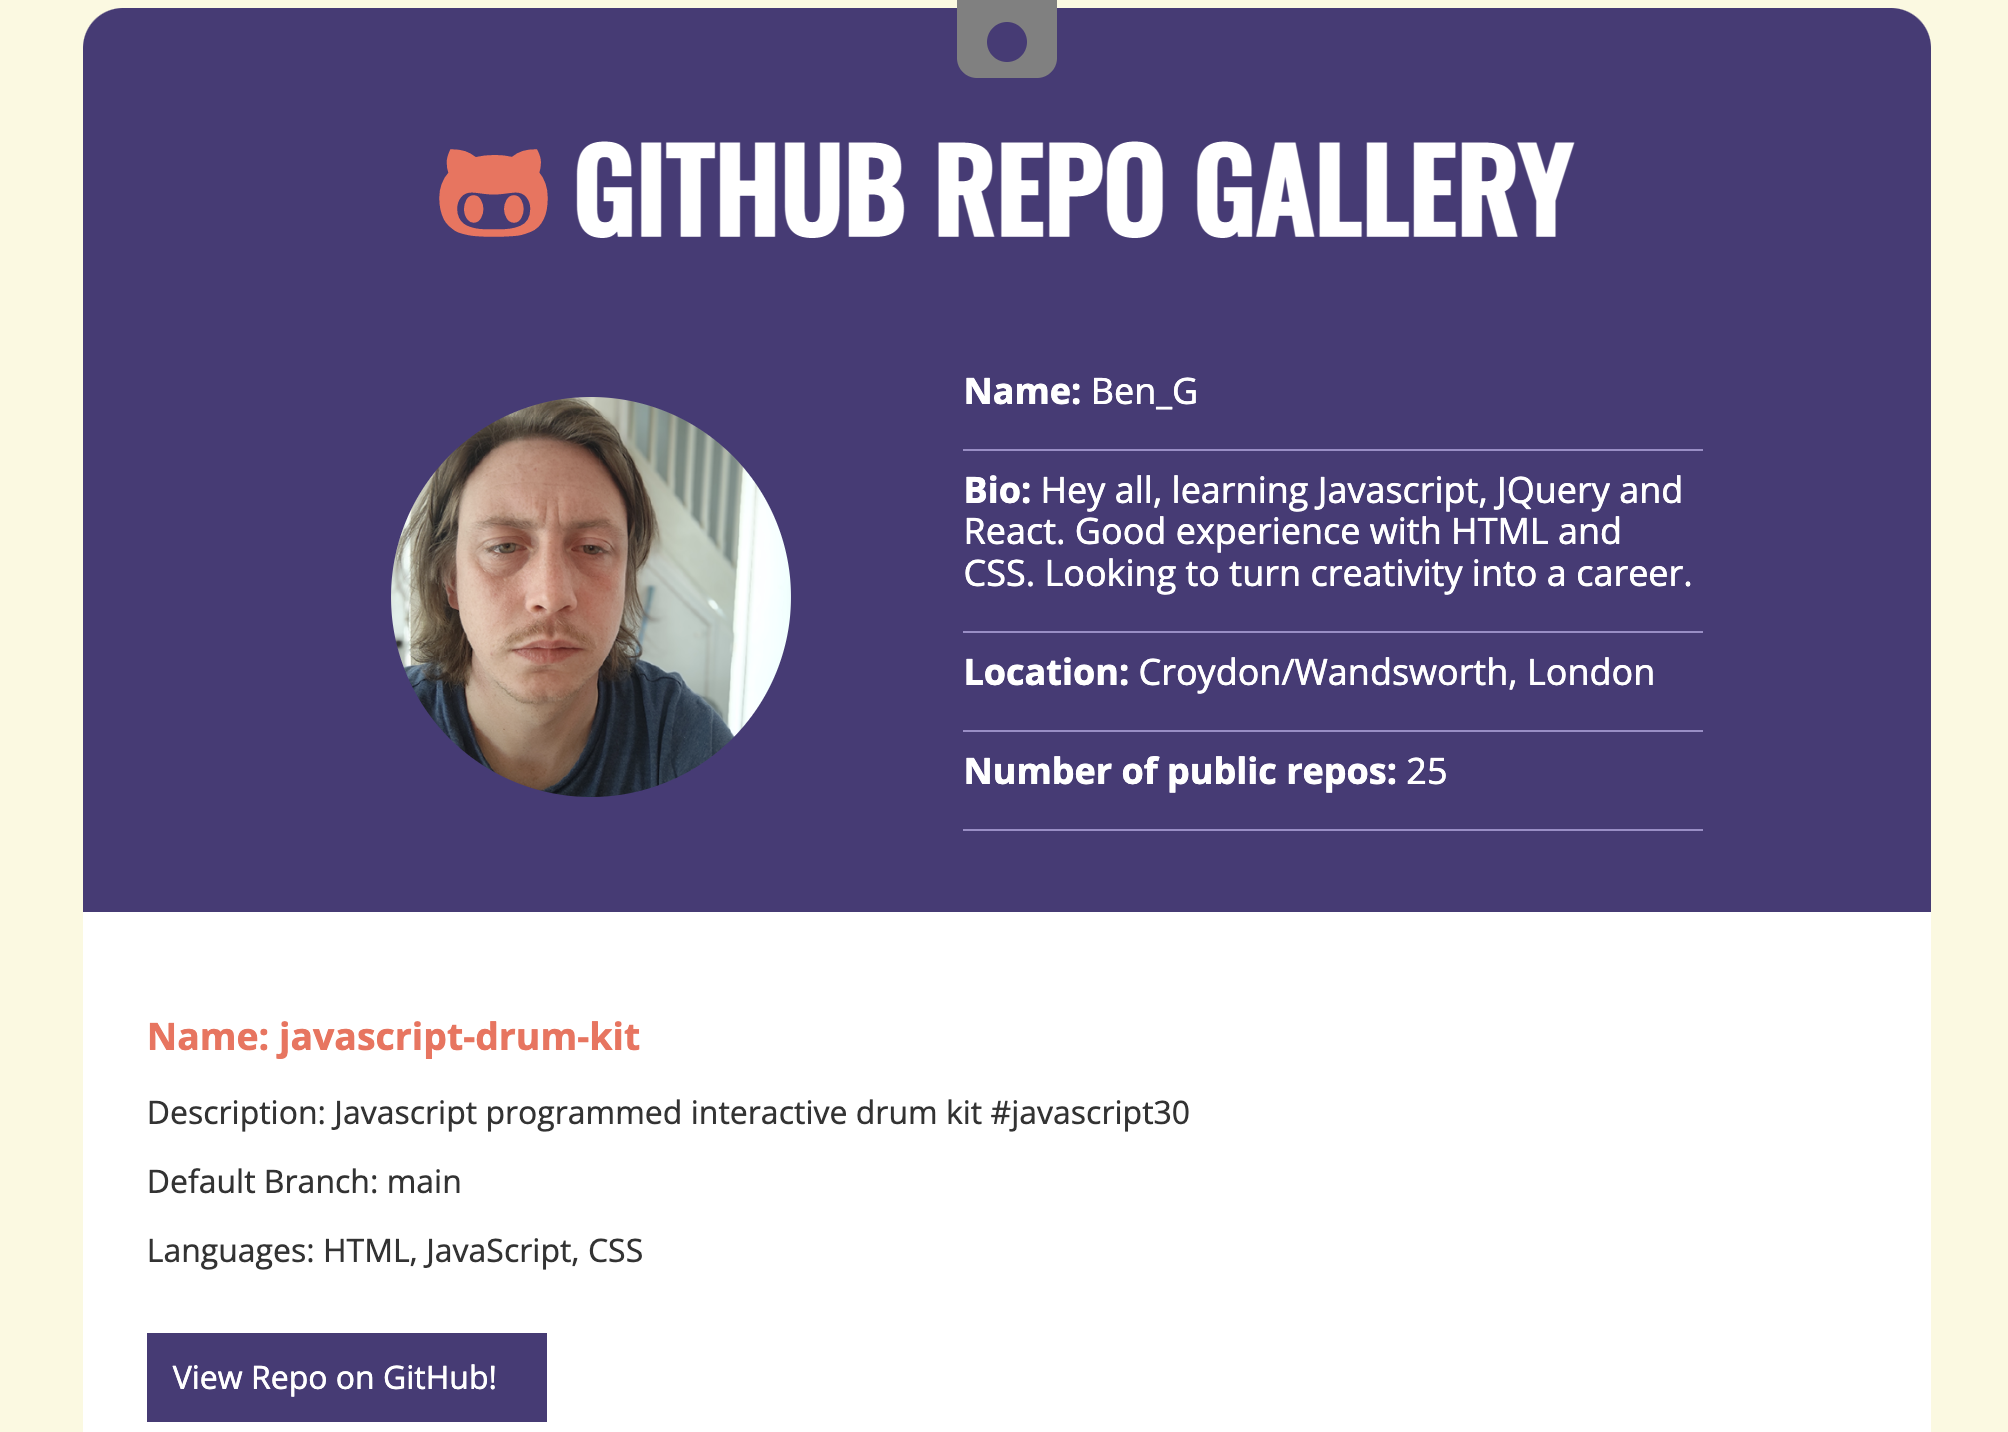 GITHUB REPO GALLERY
Name: Ben_G
Bio: Hey all, learning Javascript, JQuery and
React. Good experience with HTML and
CSS. Looking to turn creativity into a career.
Location: Croydon/Wandsworth, London
Number of public repos: 25
Name: javascript-drum-kit
Description: Javascript programmed interactive drum kit #javascript30
Default Branch: main
Languages: HTML, JavaScript, CSS
View Repo on GitHub!